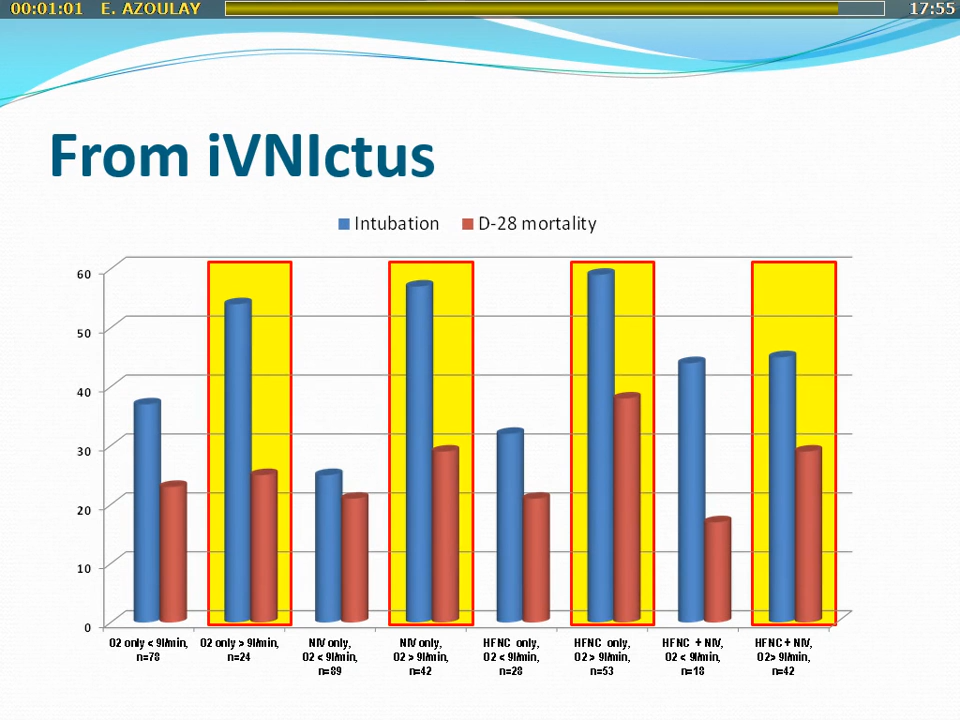 00:01:01 E. AZOULAY 17:55
From iVNIctus
Intubation D-28 mortality
60
50
40
30
20
10
0
O2 only < 9l/min,
n=78
O2 only > 9l/min,
n=24
NIV only,
O2 < 9l/min,
n=89
NIV only,
O2 > 9l/min,
n=42
HFNC only,
O2 < 9l/min,
n=28
HFNC only,
O2 > 9l/min,
n=53
HFNC + NIV,
O2 < 9l/min,
n=18
HFNC + NIV,
O2> 9l/min,
n=42